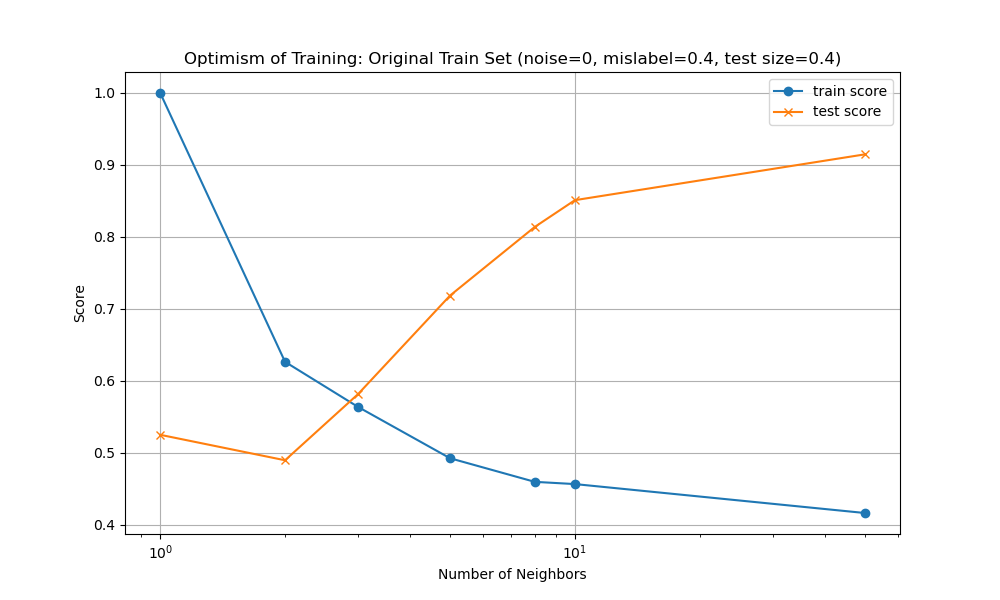 Optimism of Training: Original Train Set (noise=0, mislabel=0.4, test size=0.4)
train score
test score
1.0
0.9
0.8
0.7
0.6
0.5
0.4
Score
10⁰
10¹
Number of Neighbors